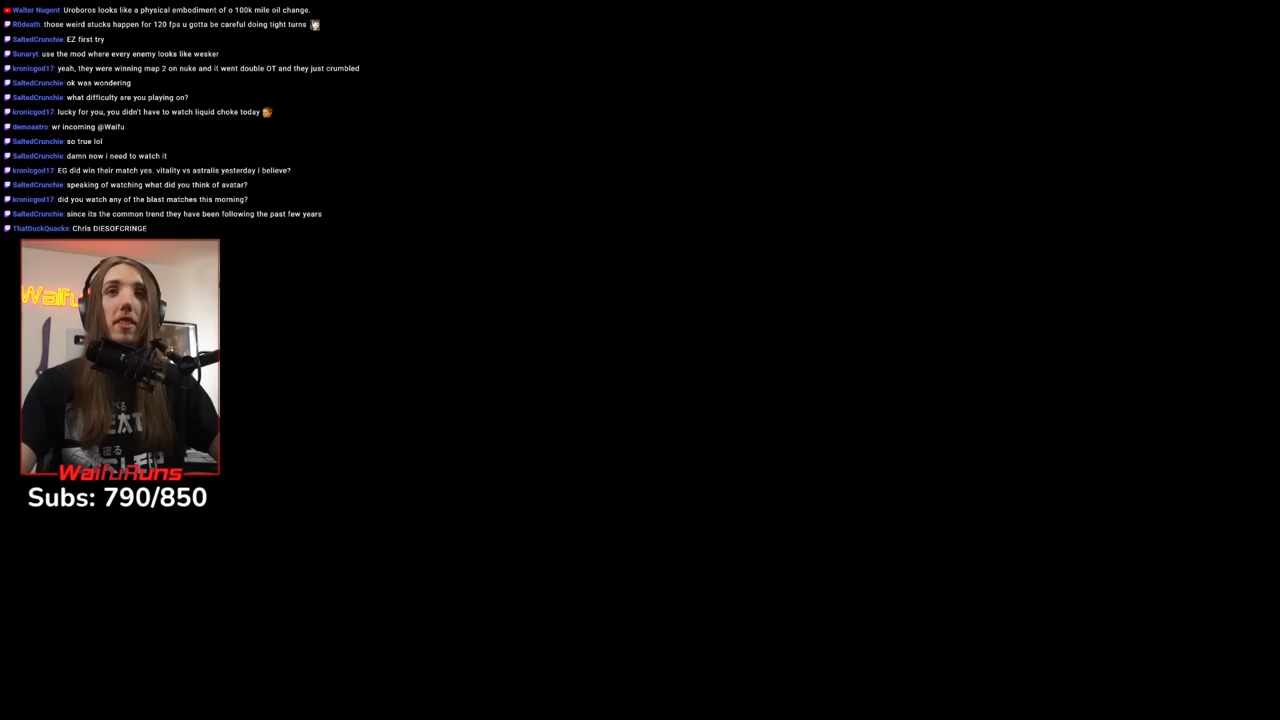 Walter Nugent: Uroboros looks like a physical embodiment of o 100k mile oil change.
R0death: those weird stucks happen for 120 fps u gotta be careful doing tight turns
SaltedCrunchie: EZ first try
Sunaryt: use the mod where every enemy looks like wesker
kronicgod17: yeah, they were winning map 2 on nuke and it went double OT and they just crumbled
SaltedCrunchie: ok was wondering
SaltedCrunchie: what difficulty are you playing on?
kronicgod17: lucky for you, you didn't have to watch liquid choke today
demoastro: wr incoming @Waifu
SaltedCrunchie: so true lol
SaltedCrunchie: damn now i need to watch it
kronicgod17: EG did win their match yes. vitality vs astralis yesterday i believe?
SaltedCrunchie: speaking of watching what did you think of avatar?
kronicgod17: did you watch any of the blast matches this morning?
SaltedCrunchie: since its the common trend they have been following the past few years
ThatDuckQuacks: Chris DIESOFCRINGE
Waifu
WaifuRuns
Subs: 790/850